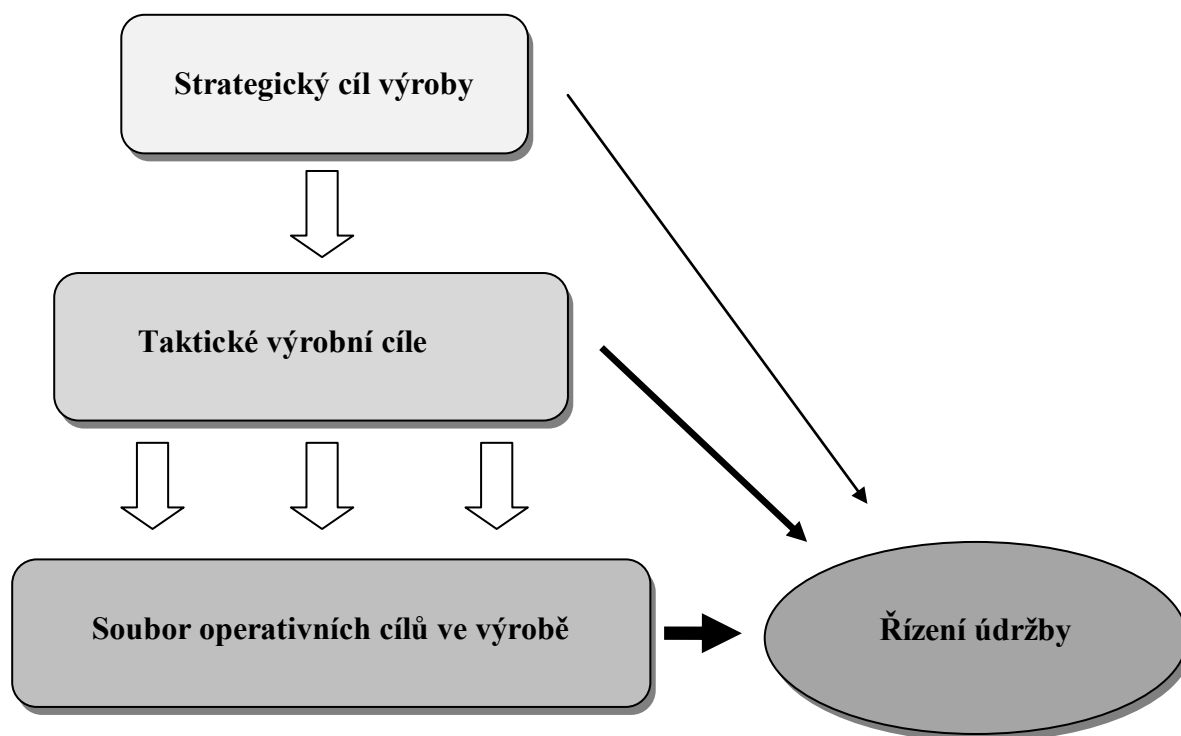 Strategický cíl výroby
Taktické výrobní cíle
Soubor operativních cílů ve výrobě
Řízení údržby